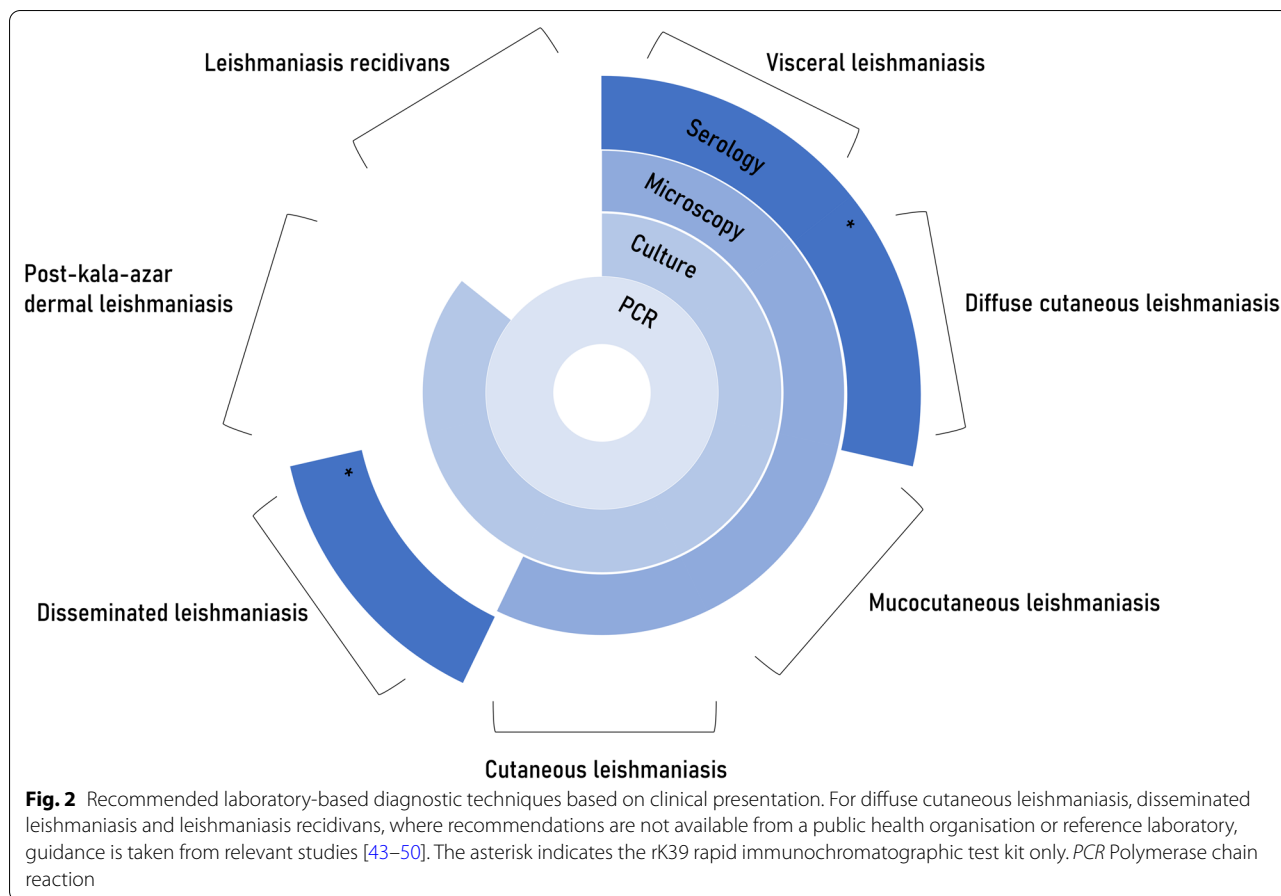 Leishmaniasis recidivans
Visceral leishmaniasis
Serology
Microscopy
*
Culture
PCR
Post-kala-azar
dermal leishmaniasis
Diffuse cutaneous leishmaniasis
*
Disseminated leishmaniasis
Mucocutaneous leishmaniasis
Cutaneous leishmaniasis
Fig. 2 Recommended laboratory-based diagnostic techniques based on clinical presentation. For diffuse cutaneous leishmaniasis, disseminated
leishmaniasis and leishmaniasis recidivans, where recommendations are not available from a public health organisation or reference laboratory,
guidance is taken from relevant studies [43–50]. The asterisk indicates the rK39 rapid immunochromatographic test kit only. PCR Polymerase chain
reaction